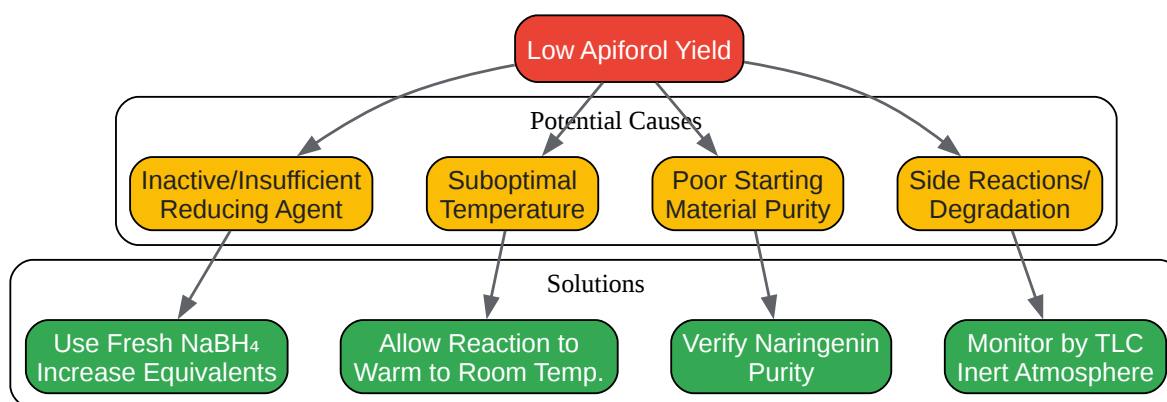 Low Apiforol Yield
Potential Causes
Inactive/Insufficient
Reducing Agent
Suboptimal
Temperature
Poor Starting
Material Purity
Side Reactions/
Degradation
Solutions
Use Fresh NaBH₄
Increase Equivalents
Allow Reaction to
Warm to Room Temp.
Verify Naringenin
Purity
Monitor by TLC
Inert Atmosphere